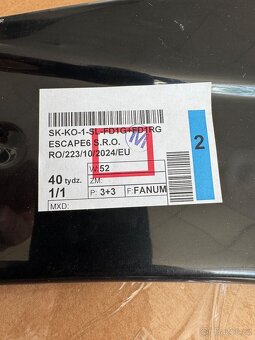 SK-KO-1-SL-FD1G+FD1RG
ESCAPE6 S.R.O.
RO/223/10/2024/EU
W:52
40 tydz. ZM:
1/1 P: 3+3 F:FANUM
MXD:
2